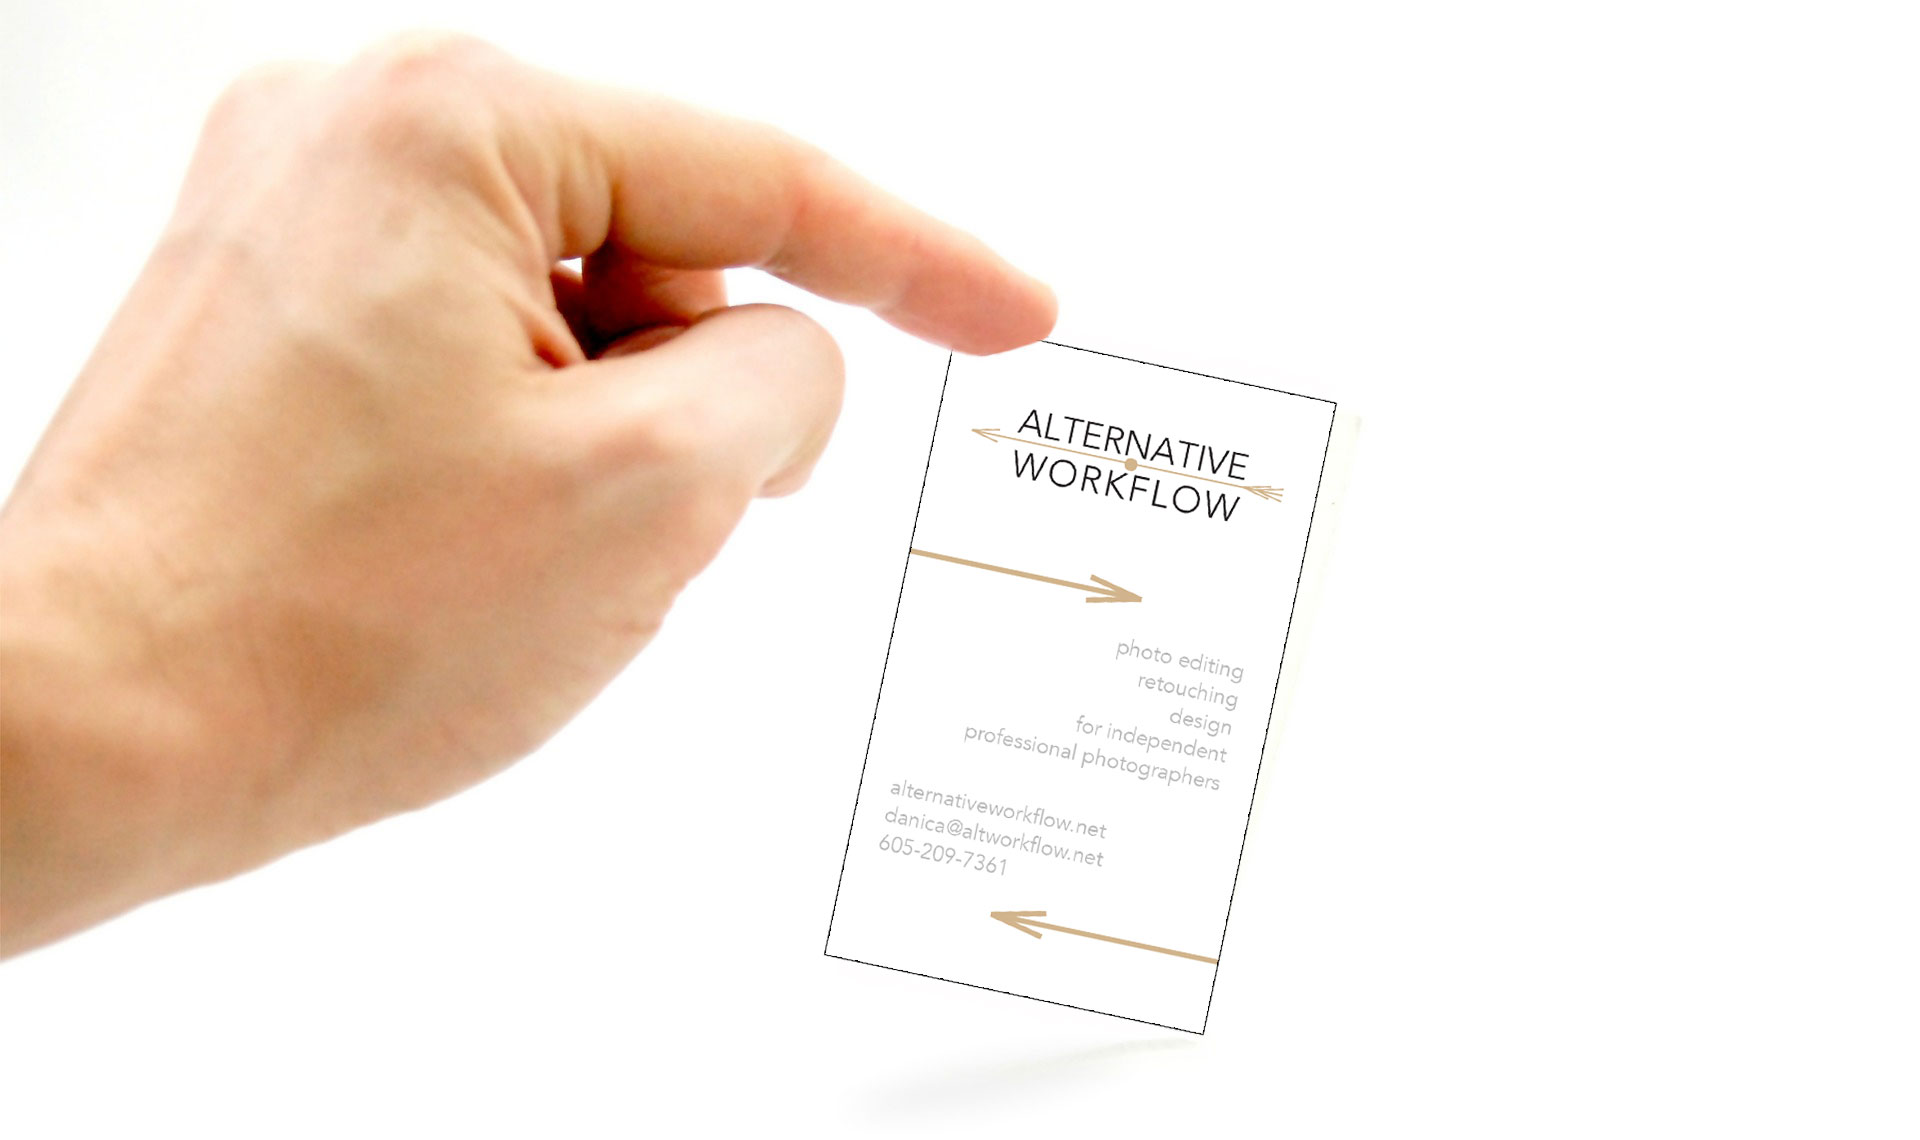 ALTERNATIVE
WORKFLOW
photo editing
retouching
design
for independent
professional photographers
alternativeworkflow.net
danica@altworkflow.net
605-209-7361